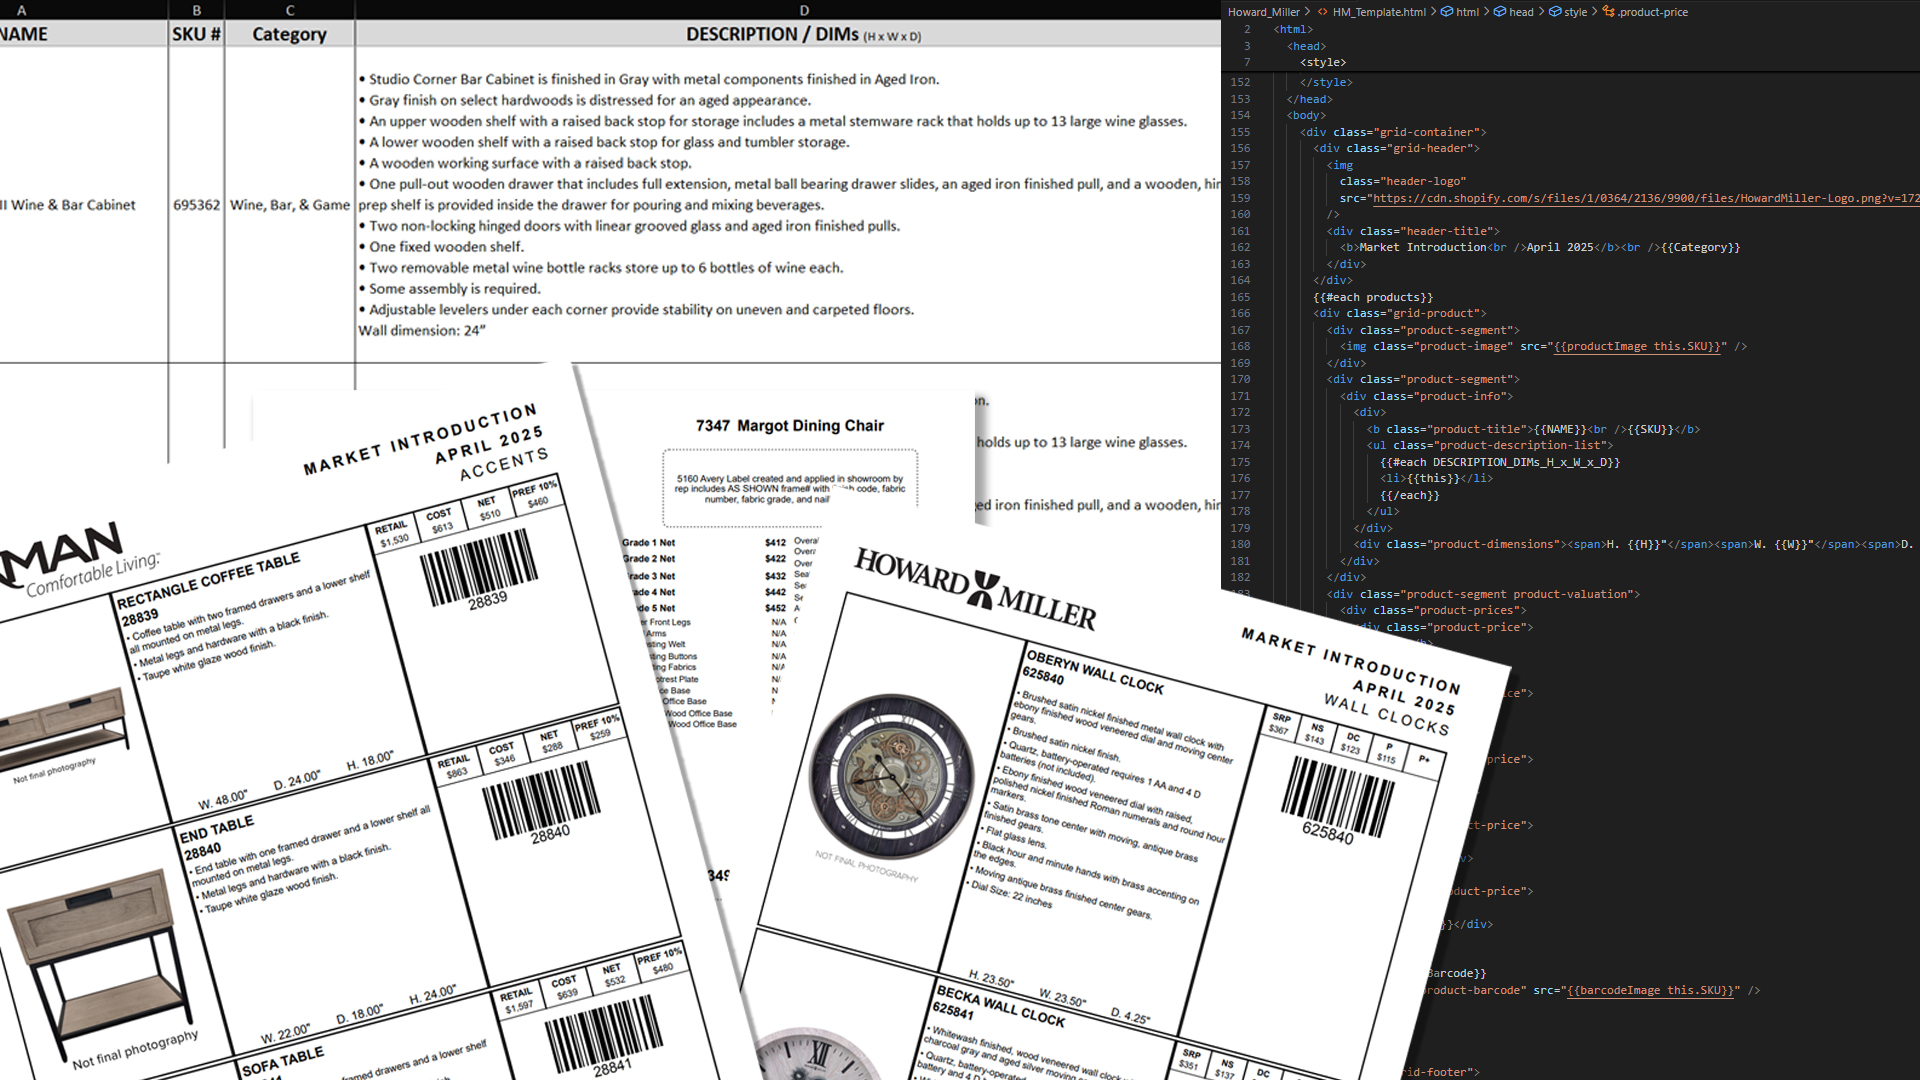 A B C D
NAME SKU # Category DESCRIPTION / DIMs (H x W x D)
• Studio Corner Bar Cabinet is finished in Gray with metal components finished in Aged Iron.
• Gray finish on select hardwoods is distressed for an aged appearance.
• An upper wooden shelf with a raised back stop for storage includes a metal stemware rack that holds up to 13 large wine glasses.
• A lower wooden shelf with a raised back stop for glass and tumbler storage.
• A wooden working surface with a raised back stop.
• One pull-out wooden drawer that includes full extension, metal ball bearing drawer slides, an aged iron finished pull, and a wooden, hin
II Wine & Bar Cabinet 695362 Wine, Bar, & Game prep shelf is provided inside the drawer for pouring and mixing beverages.
• Two non-locking hinged doors with linear grooved glass and aged iron finished pulls.
• One fixed wooden shelf.
• Two removable metal wine bottle racks store up to 6 bottles of wine each.
• Some assembly is required.
• Adjustable levelers under each corner provide stability on uneven and carpeted floors.
Wall dimension: 24”
on.
holds up to 13 large wine glasses.
ed iron finished pull, and a wooden, hin
Howard_Miller > <> HM_Template.html > html > head > style > .product-price
2 <html>
3 <head>
7 <style>
152 </style>
153 </head>
154 <body>
155 <div class="grid-container">
156 <div class="grid-header">
157 <img
158 class="header-logo"
159 src="https://cdn.shopify.com/s/files/1/0364/2136/9900/files/HowardMiller-Logo.png?v=172
160 />
161 <div class="header-title">
162 <b>Market Introduction<br />April 2025</b><br />{{Category}}
163 </div>
164 </div>
165 {{#each products}}
166 <div class="grid-product">
167 <div class="product-segment">
168 <img class="product-image" src="{{productImage this.SKU}}" />
169 </div>
170 <div class="product-segment">
171 <div class="product-info">
172 <div>
173 <b class="product-title">{{NAME}}<br />{{SKU}}</b>
174 <ul class="product-description-list">
175 {{#each DESCRIPTION_DIMs_H_x_W_x_D}}
176 <li>{{this}}</li>
177 {{/each}}
178 </ul>
179 </div>
180 <div class="product-dimensions"><span>H. {{H}}"</span><span>W. {{W}}"</span><span>D.
181 </div>
182 </div>
183 <div class="product-segment product-valuation">
<div class="product-prices">
div class="product-price">
ice">
ct-price">
ct-price">
v>
oduct-price">
}}</div>
Barcode}}
roduct-barcode" src="{{barcodeImage this.SKU}}" />
rid-footer">
MAN
Comfortable Living.
MARKET INTRODUCTION
APRIL 2025
ACCENTS
RECTANGLE COFFEE TABLE
28839
• Coffee table with two framed drawers and a lower shelf
all mounted on metal legs.
• Metal legs and hardware with a black finish.
• Taupe white glaze wood finish.
W. 48.00" D. 24.00" H. 18.00"
RETAIL COST NET PREF 10%
$1,530 $613 $510 $460
28839
Not final photography
END TABLE
28840
• End table with one framed drawer and a lower shelf all
mounted on metal legs.
• Metal legs and hardware with a black finish.
• Taupe white glaze wood finish.
W. 22.00" D. 18.00" H. 24.00"
RETAIL COST NET PREF 10%
$863 $346 $288 $259
28840
Not final photography
SOFA TABLE
framed drawers and a lower shelf
RETAIL COST NET PREF 10%
$1,597 $639 $532 $480
28841
7347 Margot Dining Chair
5160 Avery Label created and applied in showroom by
rep includes AS SHOWN frame# with finish code, fabric
number, fabric grade, and nail
Grade 1 Net $412 Overal
Grade 2 Net $422
Grade 3 Net $432
ade 4 Net $442
de 5 Net $452
er Front Legs N/A
Arms N/A
sting Welt N/A
ting Buttons N/A
ting Fabrics N/A
otrest Plate N/
ce Base N
Office Base
Wood Office Base
Wood Office Base
349
HOWARD MILLER
MARKET INTRODUCTION
APRIL 2025
WALL CLOCKS
OBERYN WALL CLOCK
625840
• Brushed satin nickel finished metal wall clock with
ebony finished wood veneered dial and moving center
gears.
• Brushed satin nickel finish.
• Quartz, battery-operated requires 1 AA and 4 D
batteries (not included).
• Ebony finished wood veneered dial with raised,
polished nickel finished Roman numerals and round hour
markers.
• Satin brass tone center with moving, antique brass
finished gears.
• Flat glass lens.
• Black hour and minute hands with brass accenting on
the edges.
• Moving antique brass finished center gears.
• Dial Size: 22 inches
H. 23.50" W. 23.50" D. 4.25"
SRP NS DC P P+
$367 $143 $123 $115
625840
NOT FINAL PHOTOGRAPHY
BECKA WALL CLOCK
625841
• Whitewash finished, wood veneered wall clock
charcoal gray and aged silver moving
• Quartz, battery-operated
battery and 4 D
SRP NS DC
$351 $137
XII